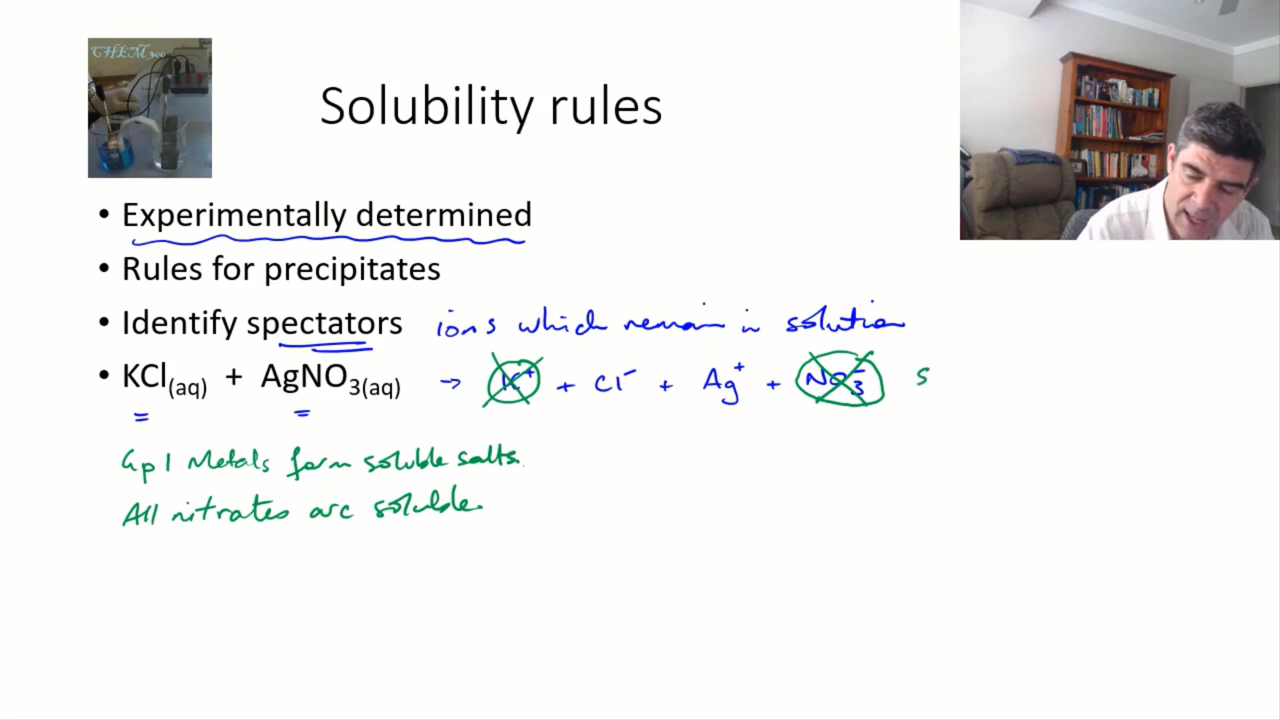 CHEM300
Solubility rules
• Experimentally determined
• Rules for precipitates
• Identify spectators ions which remain in solution
• KCl(aq) + AgNO3(aq) → K+ + Cl- + Ag+ + NO3- s
Gp 1 Metals form soluble salts.
All nitrates are soluble.